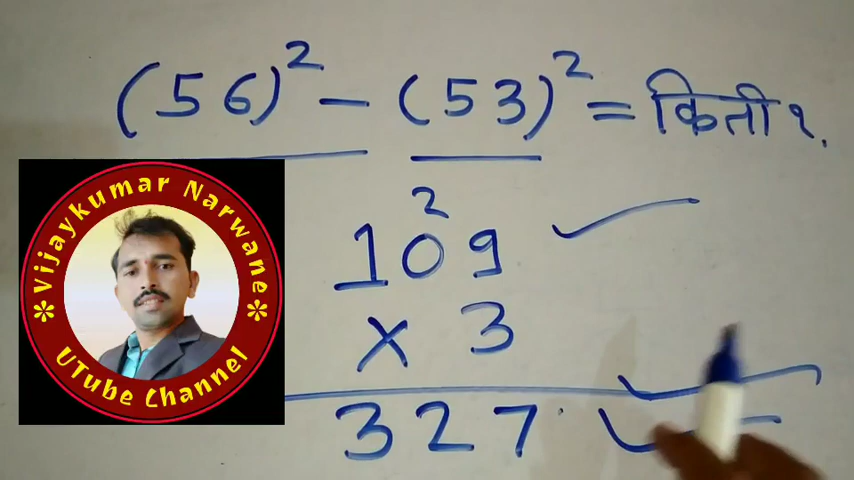 (56)² – (53)² = किती ?.
Vijaykumar Narwane
UTube Channel
2
109
× 3
327